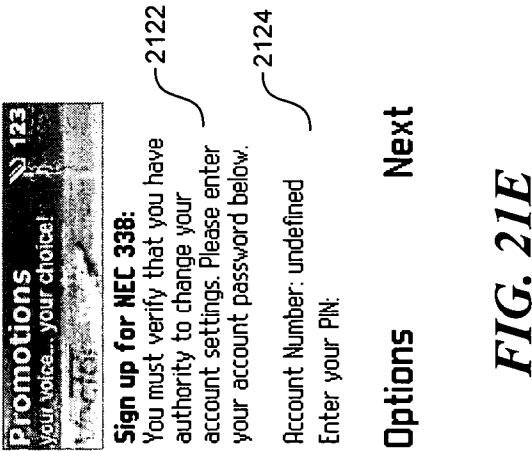 Promotions
your voice... your choice!
123
Sign up for NEC 338:
You must verify that you have
authority to change your
account settings. Please enter
your account password below.
2122
Account Number: undefined
Enter your PIN:
2124
Options Next
FIG. 21E